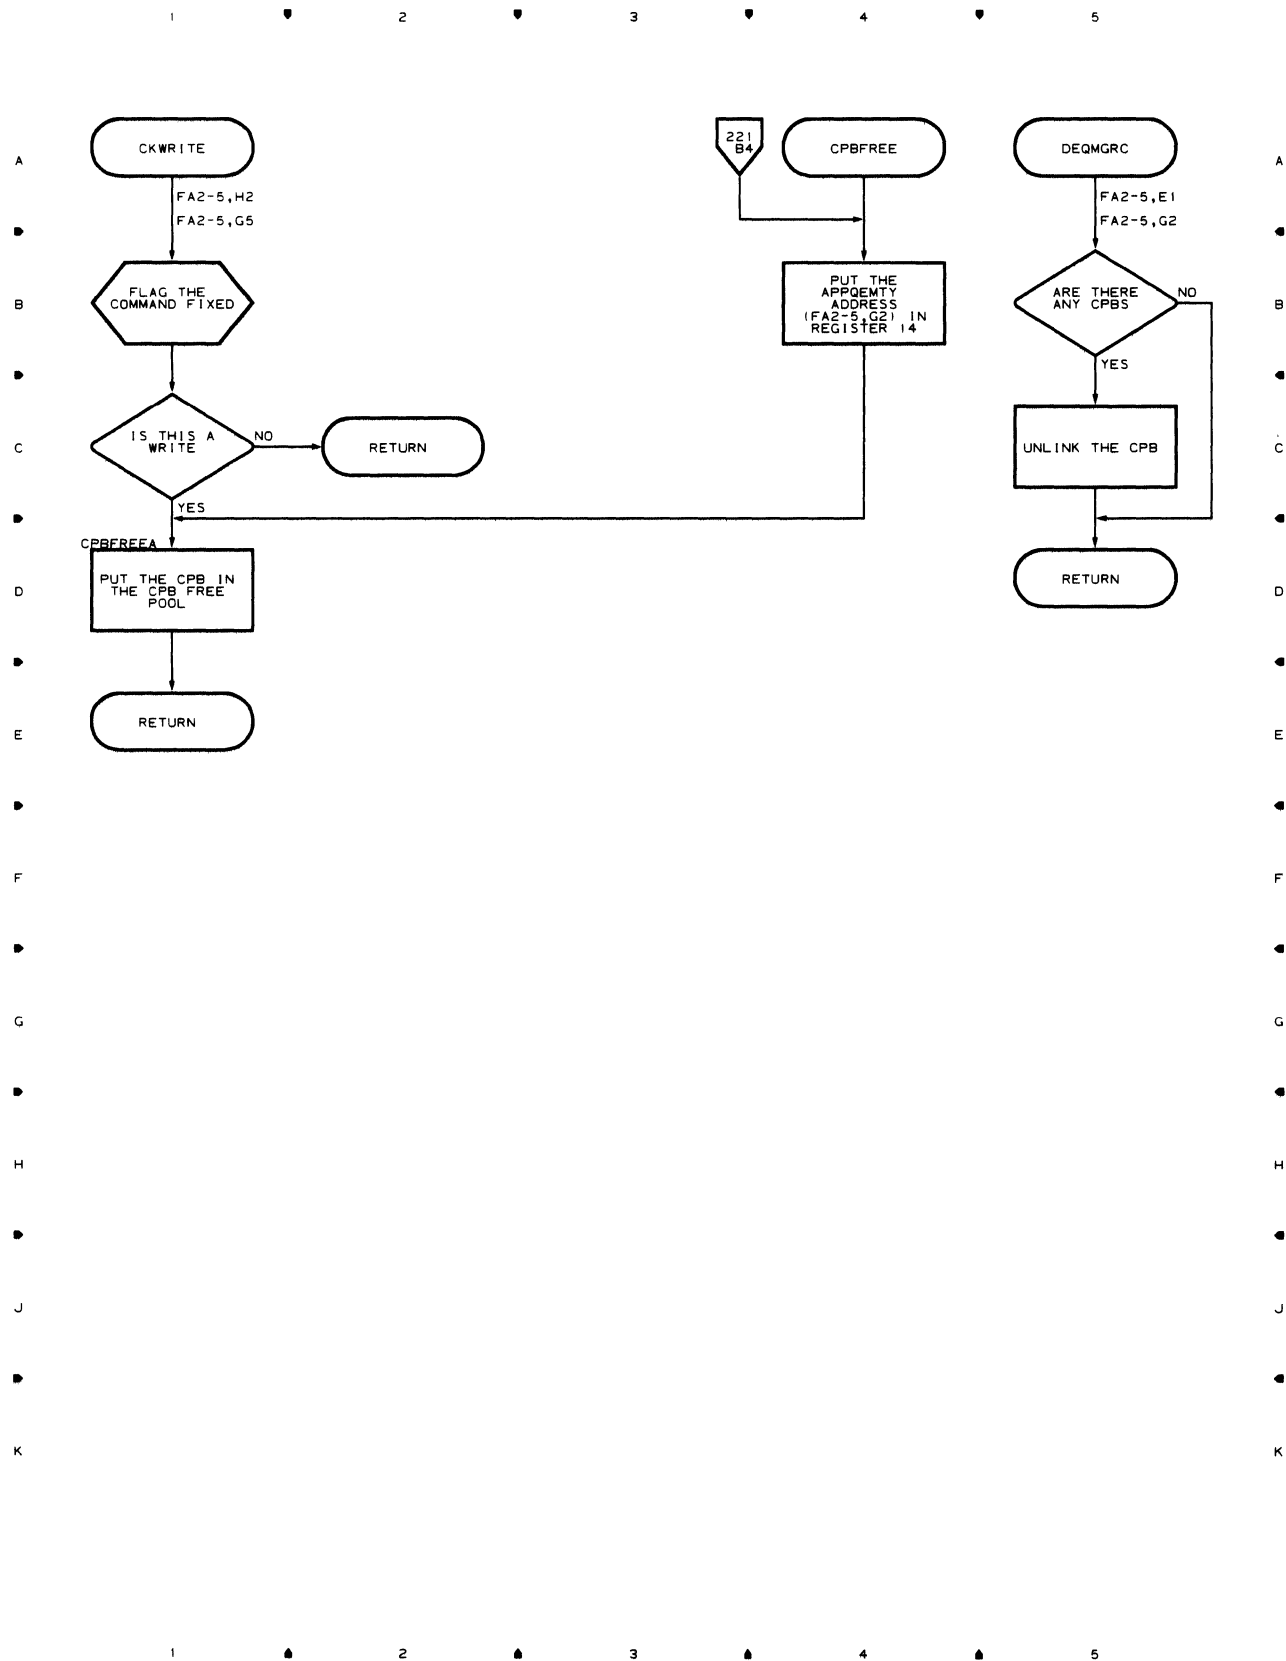 1 2 3 4 5
A
CKWRITE
FA2-5,H2
FA2-5,G5
221
B4
CPBFREE
DEQMGRC
FA2-5,E1
FA2-5,G2
A
B
FLAG THE
COMMAND FIXED
PUT THE
APPQEMTY
ADDRESS
(FA2-5,G2) IN
REGISTER 14
ARE THERE
ANY CPBS
NO
YES
B
C
IS THIS A
WRITE
NO
YES
RETURN
UNLINK THE CPB
C
CPBFREEA
D
PUT THE CPB IN
THE CPB FREE
POOL
RETURN
D
E
RETURN
E
F
F
G
G
H
H
J
J
K
K
1 2 3 4 5